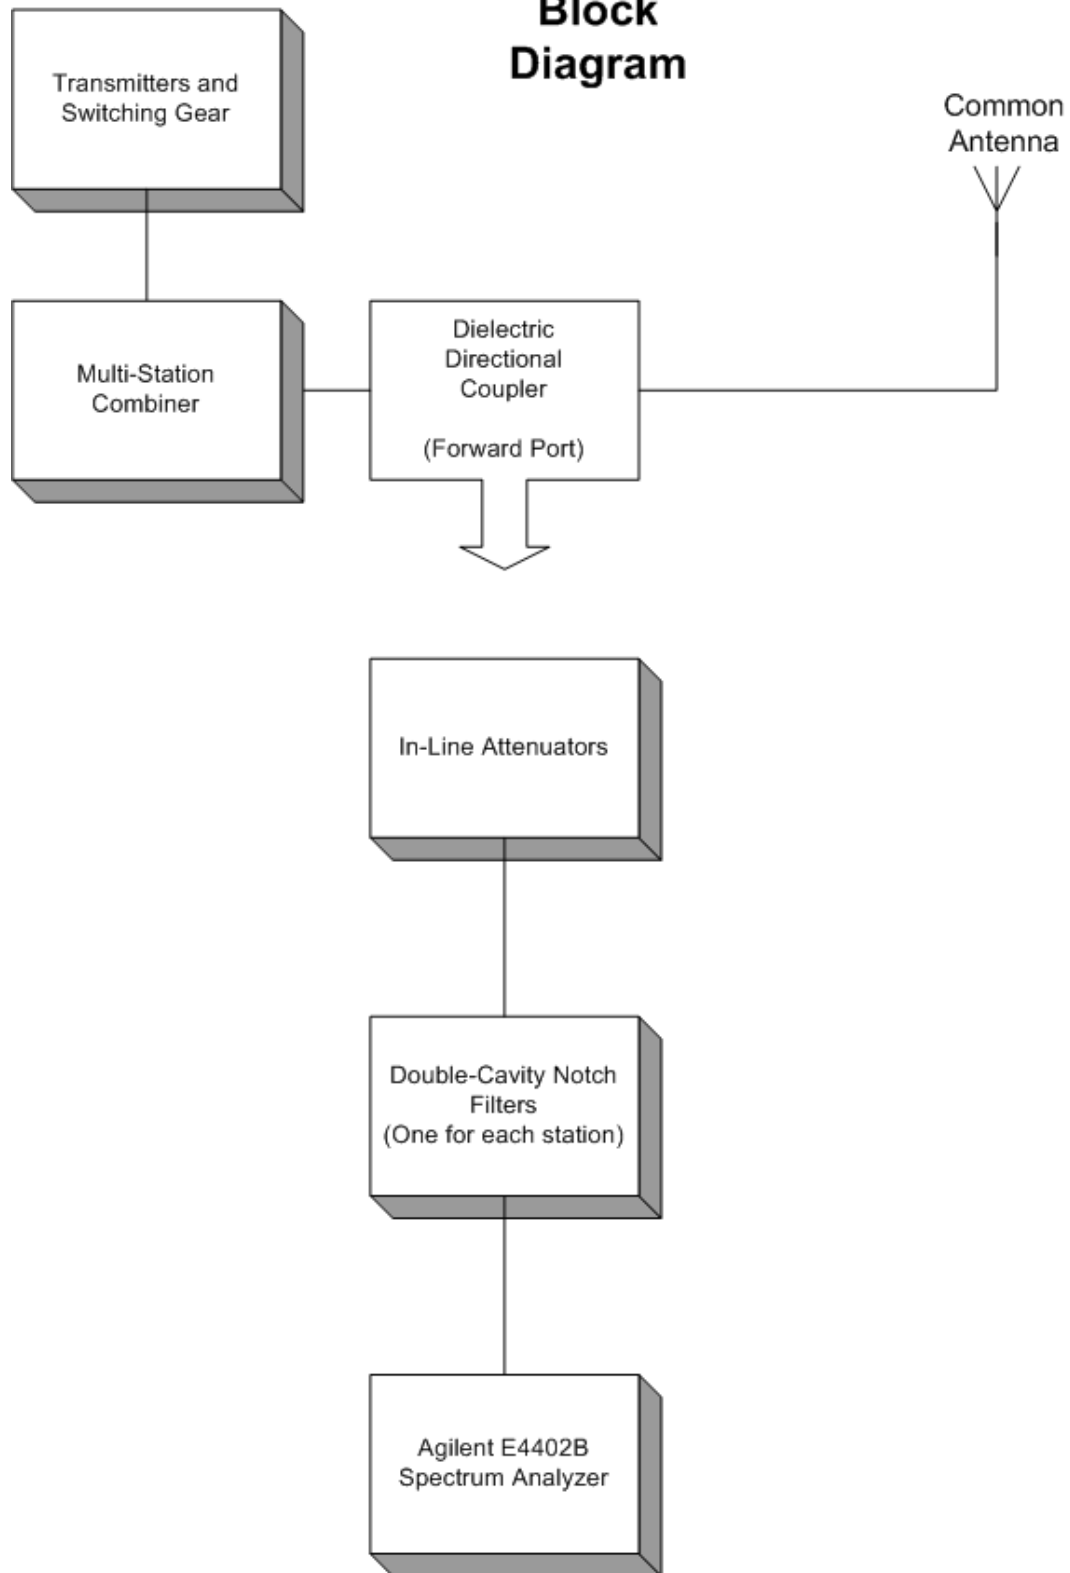 Block
Diagram
Transmitters and
Switching Gear
Common
Antenna
Multi-Station
Combiner
Dielectric
Directional
Coupler
(Forward Port)
In-Line Attenuators
Double-Cavity Notch
Filters
(One for each station)
Agilent E4402B
Spectrum Analyzer